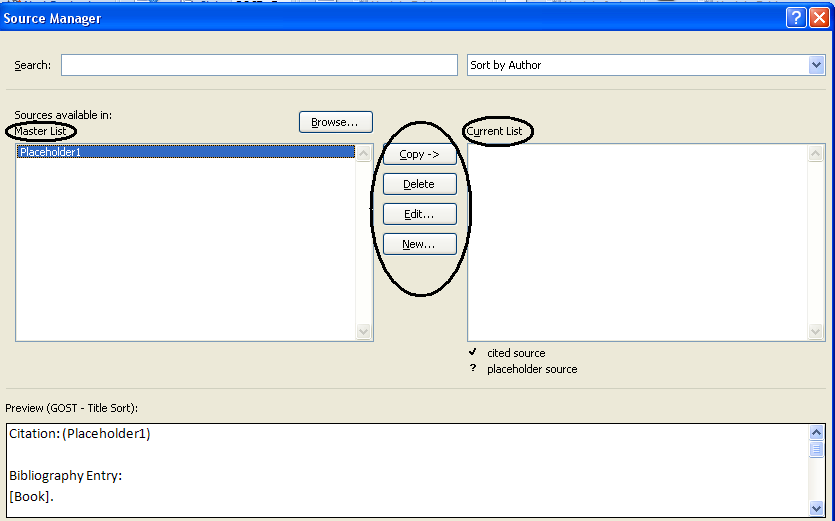 Source Manager
Search:
Sort by Author
Sources available in:
Master List
Browse...
Current List
Placeholder1
Copy ->
Delete
Edit...
New...
✓ cited source
? placeholder source
Preview (GOST - Title Sort):
Citation: (Placeholder1)
Bibliography Entry:
[Book].